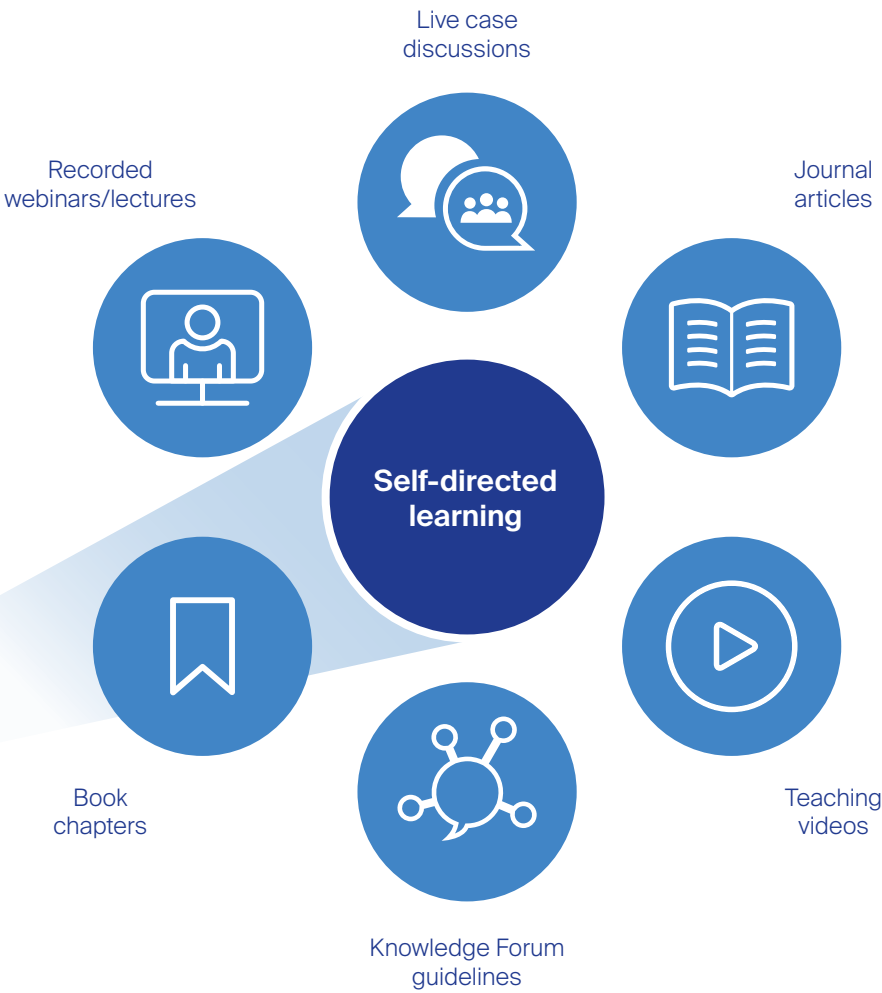 Live case
discussions
Recorded
webinars/lectures
Journal
articles
Self-directed
learning
Book
chapters
Teaching
videos
Knowledge Forum
guidelines